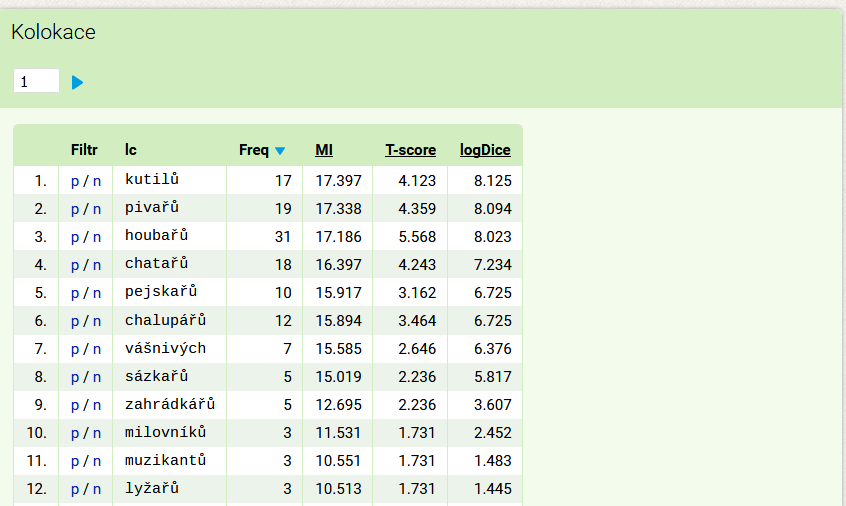 Kolokace
1
Filtr lc Freq MI T-score logDice
1. p / n kutilů 17 17.397 4.123 8.125
2. p / n pivařů 19 17.338 4.359 8.094
3. p / n houbařů 31 17.186 5.568 8.023
4. p / n chatařů 18 16.397 4.243 7.234
5. p / n pejskařů 10 15.917 3.162 6.725
6. p / n chalupářů 12 15.894 3.464 6.725
7. p / n vášnivých 7 15.585 2.646 6.376
8. p / n sázkařů 5 15.019 2.236 5.817
9. p / n zahrádkářů 5 12.695 2.236 3.607
10. p / n milovníků 3 11.531 1.731 2.452
11. p / n muzikantů 3 10.551 1.731 1.483
12. p / n lyžařů 3 10.513 1.731 1.445